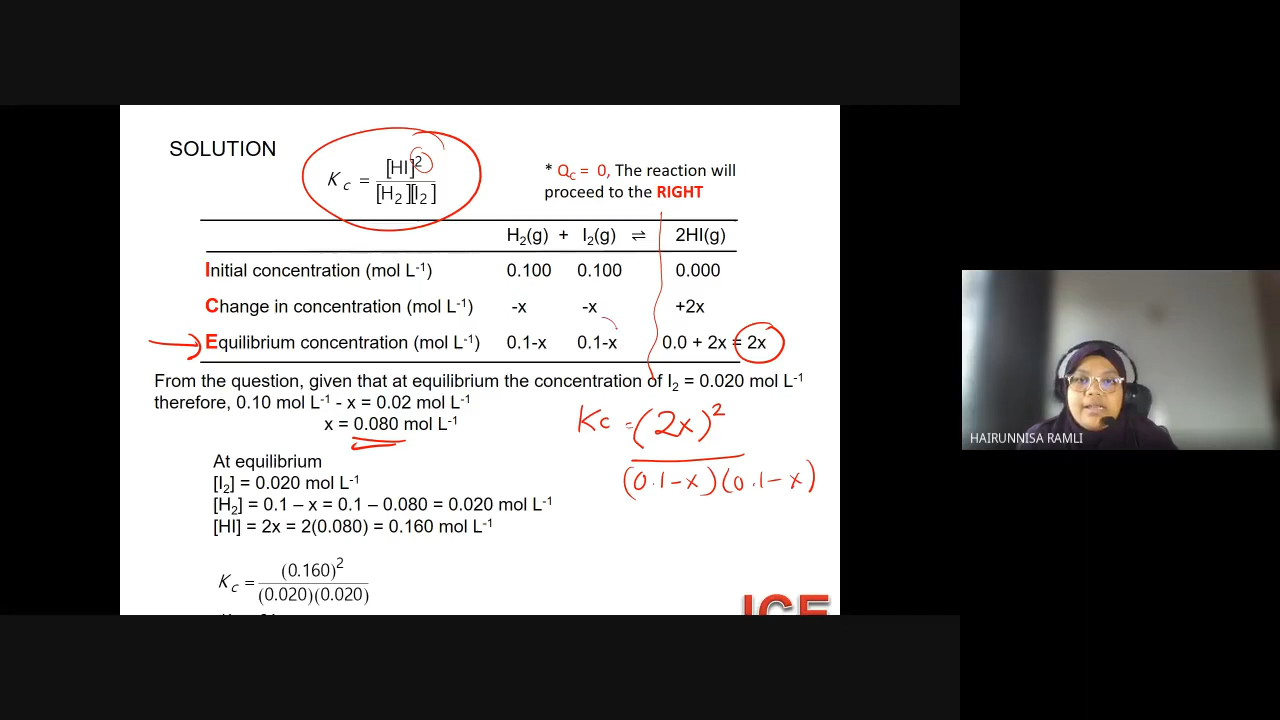 SOLUTION
K c = [HI]2 / [H2][I2]
* Qc = 0, The reaction will
proceed to the RIGHT
H2(g) + I2(g) ⇌ 2HI(g)
Initial concentration (mol L-1) 0.100 0.100 0.000
Change in concentration (mol L-1) -x -x +2x
Equilibrium concentration (mol L-1) 0.1-x 0.1-x 0.0 + 2x = 2x
From the question, given that at equilibrium the concentration of I2 = 0.020 mol L-1
therefore, 0.10 mol L-1 - x = 0.02 mol L-1
x = 0.080 mol L-1
Kc = (2x)2
(0.1-x)(0.1-x)
At equilibrium
[I2] = 0.020 mol L-1
[H2] = 0.1 – x = 0.1 – 0.080 = 0.020 mol L-1
[HI] = 2x = 2(0.080) = 0.160 mol L-1
K c = (0.160)2 / (0.020)(0.020)
ICE
HAIRUNNISA RAMLI